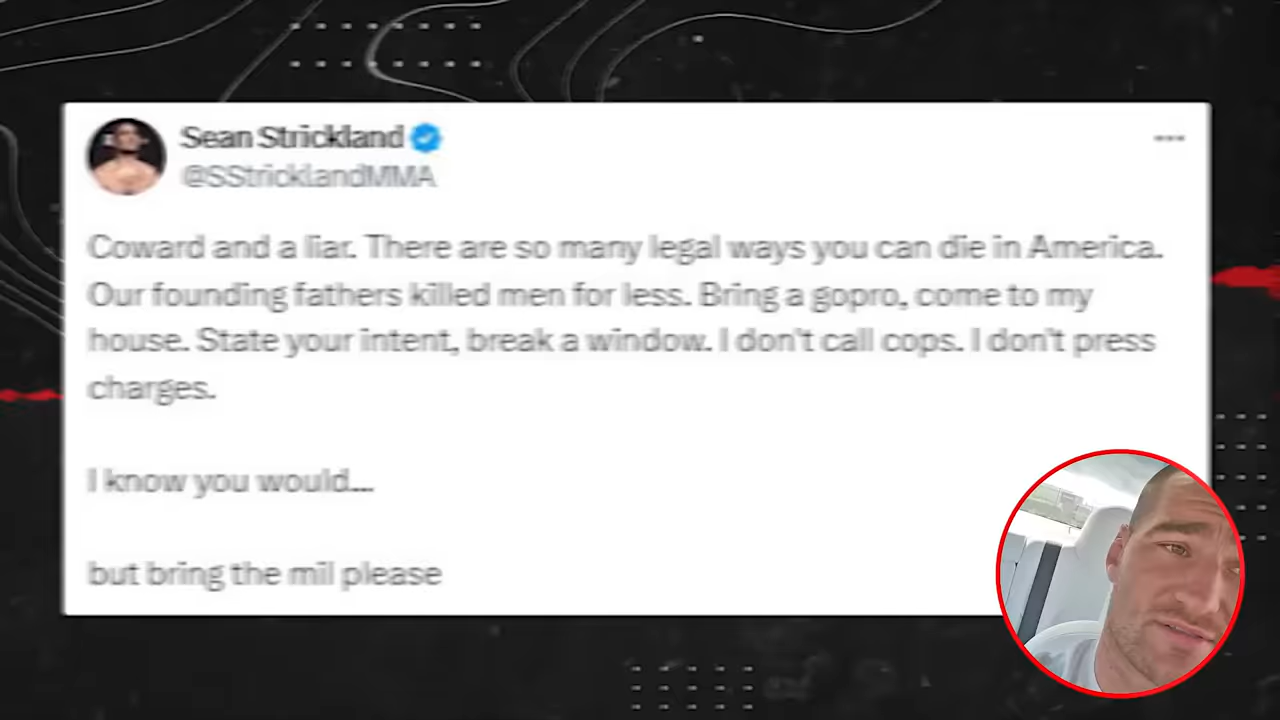 Sean Strickland
@SStricklandMMA
Coward and a liar. There are so many legal ways you can die in America.
Our founding fathers killed men for less. Bring a gopro, come to my
house. State your intent, break a window. I don't call cops. I don't press
charges.
I know you would...
but bring the mil please